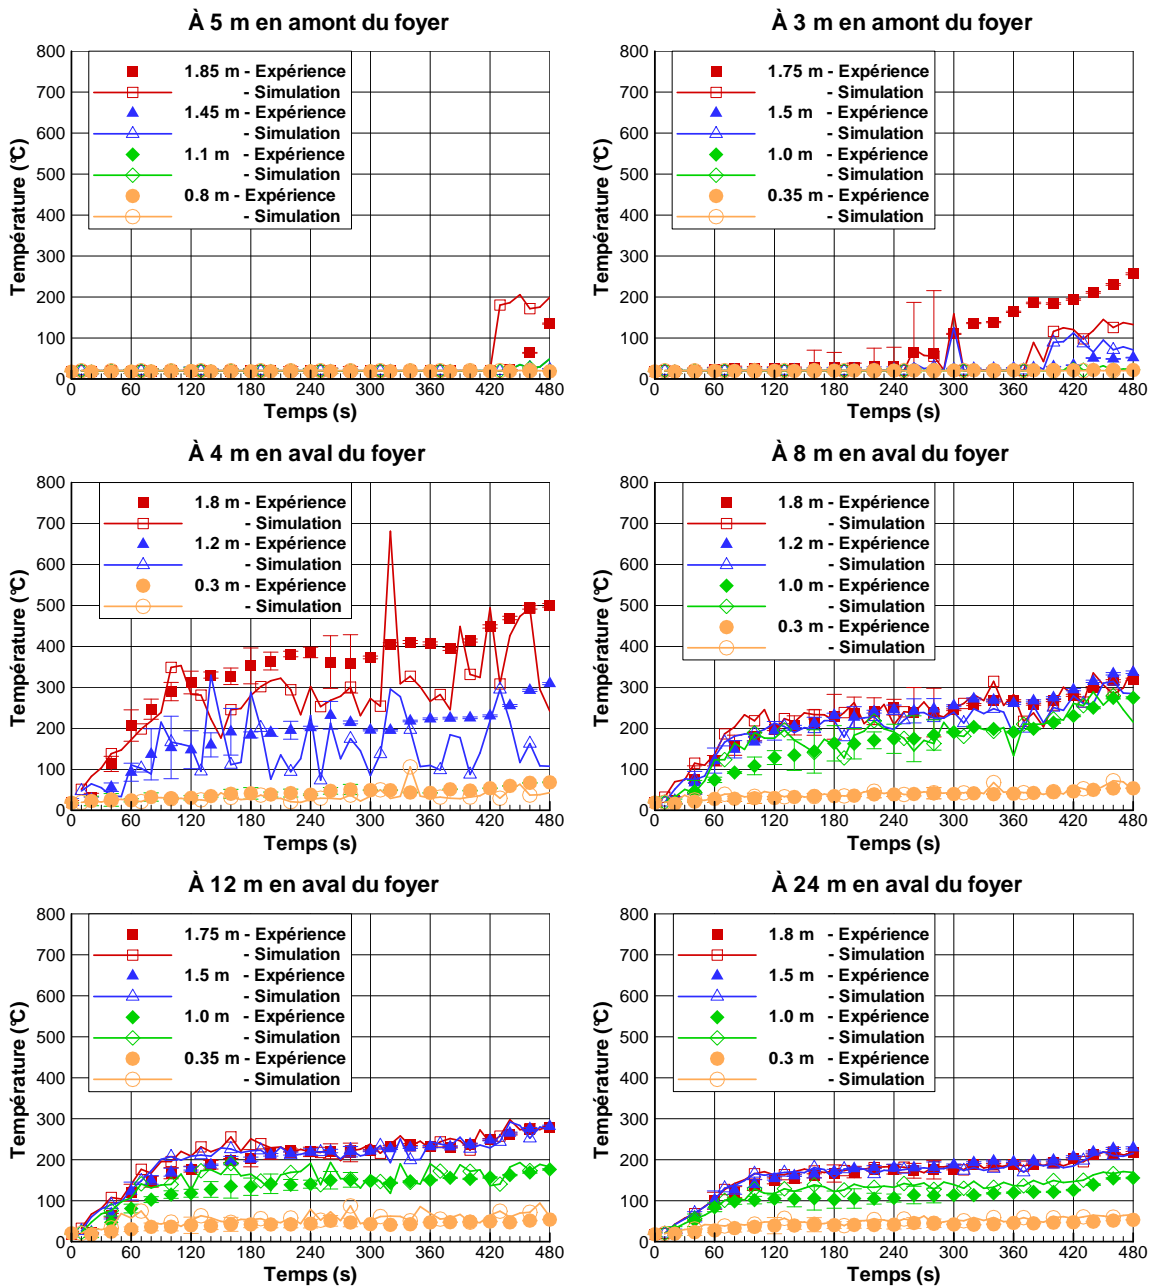 À 5 m en amont du foyer
800
700
600
500
400
300
200
100
0
Température (°C)
1.85 m - Expérience
- Simulation
1.45 m - Expérience
- Simulation
1.1 m - Expérience
- Simulation
0.8 m - Expérience
- Simulation
0 60 120 180 240 300 360 420 480
Temps (s)
À 3 m en amont du foyer
800
700
600
500
400
300
200
100
0
Température (°C)
1.75 m - Expérience
- Simulation
1.5 m - Expérience
- Simulation
1.0 m - Expérience
- Simulation
0.35 m - Expérience
- Simulation
0 60 120 180 240 300 360 420 480
Temps (s)
À 4 m en aval du foyer
800
700
600
500
400
300
200
100
0
Température (°C)
1.8 m - Expérience
- Simulation
1.2 m - Expérience
- Simulation
0.3 m - Expérience
- Simulation
0 60 120 180 240 300 360 420 480
Temps (s)
À 8 m en aval du foyer
800
700
600
500
400
300
200
100
0
Température (°C)
1.8 m - Expérience
- Simulation
1.2 m - Expérience
- Simulation
1.0 m - Expérience
- Simulation
0.3 m - Expérience
- Simulation
0 60 120 180 240 300 360 420 480
Temps (s)
À 12 m en aval du foyer
800
700
600
500
400
300
200
100
0
Température (°C)
1.75 m - Expérience
- Simulation
1.5 m - Expérience
- Simulation
1.0 m - Expérience
- Simulation
0.35 m - Expérience
- Simulation
0 60 120 180 240 300 360 420 480
Temps (s)
À 24 m en aval du foyer
800
700
600
500
400
300
200
100
0
Température (°C)
1.8 m - Expérience
- Simulation
1.5 m - Expérience
- Simulation
1.0 m - Expérience
- Simulation
0.3 m - Expérience
- Simulation
0 60 120 180 240 300 360 420 480
Temps (s)